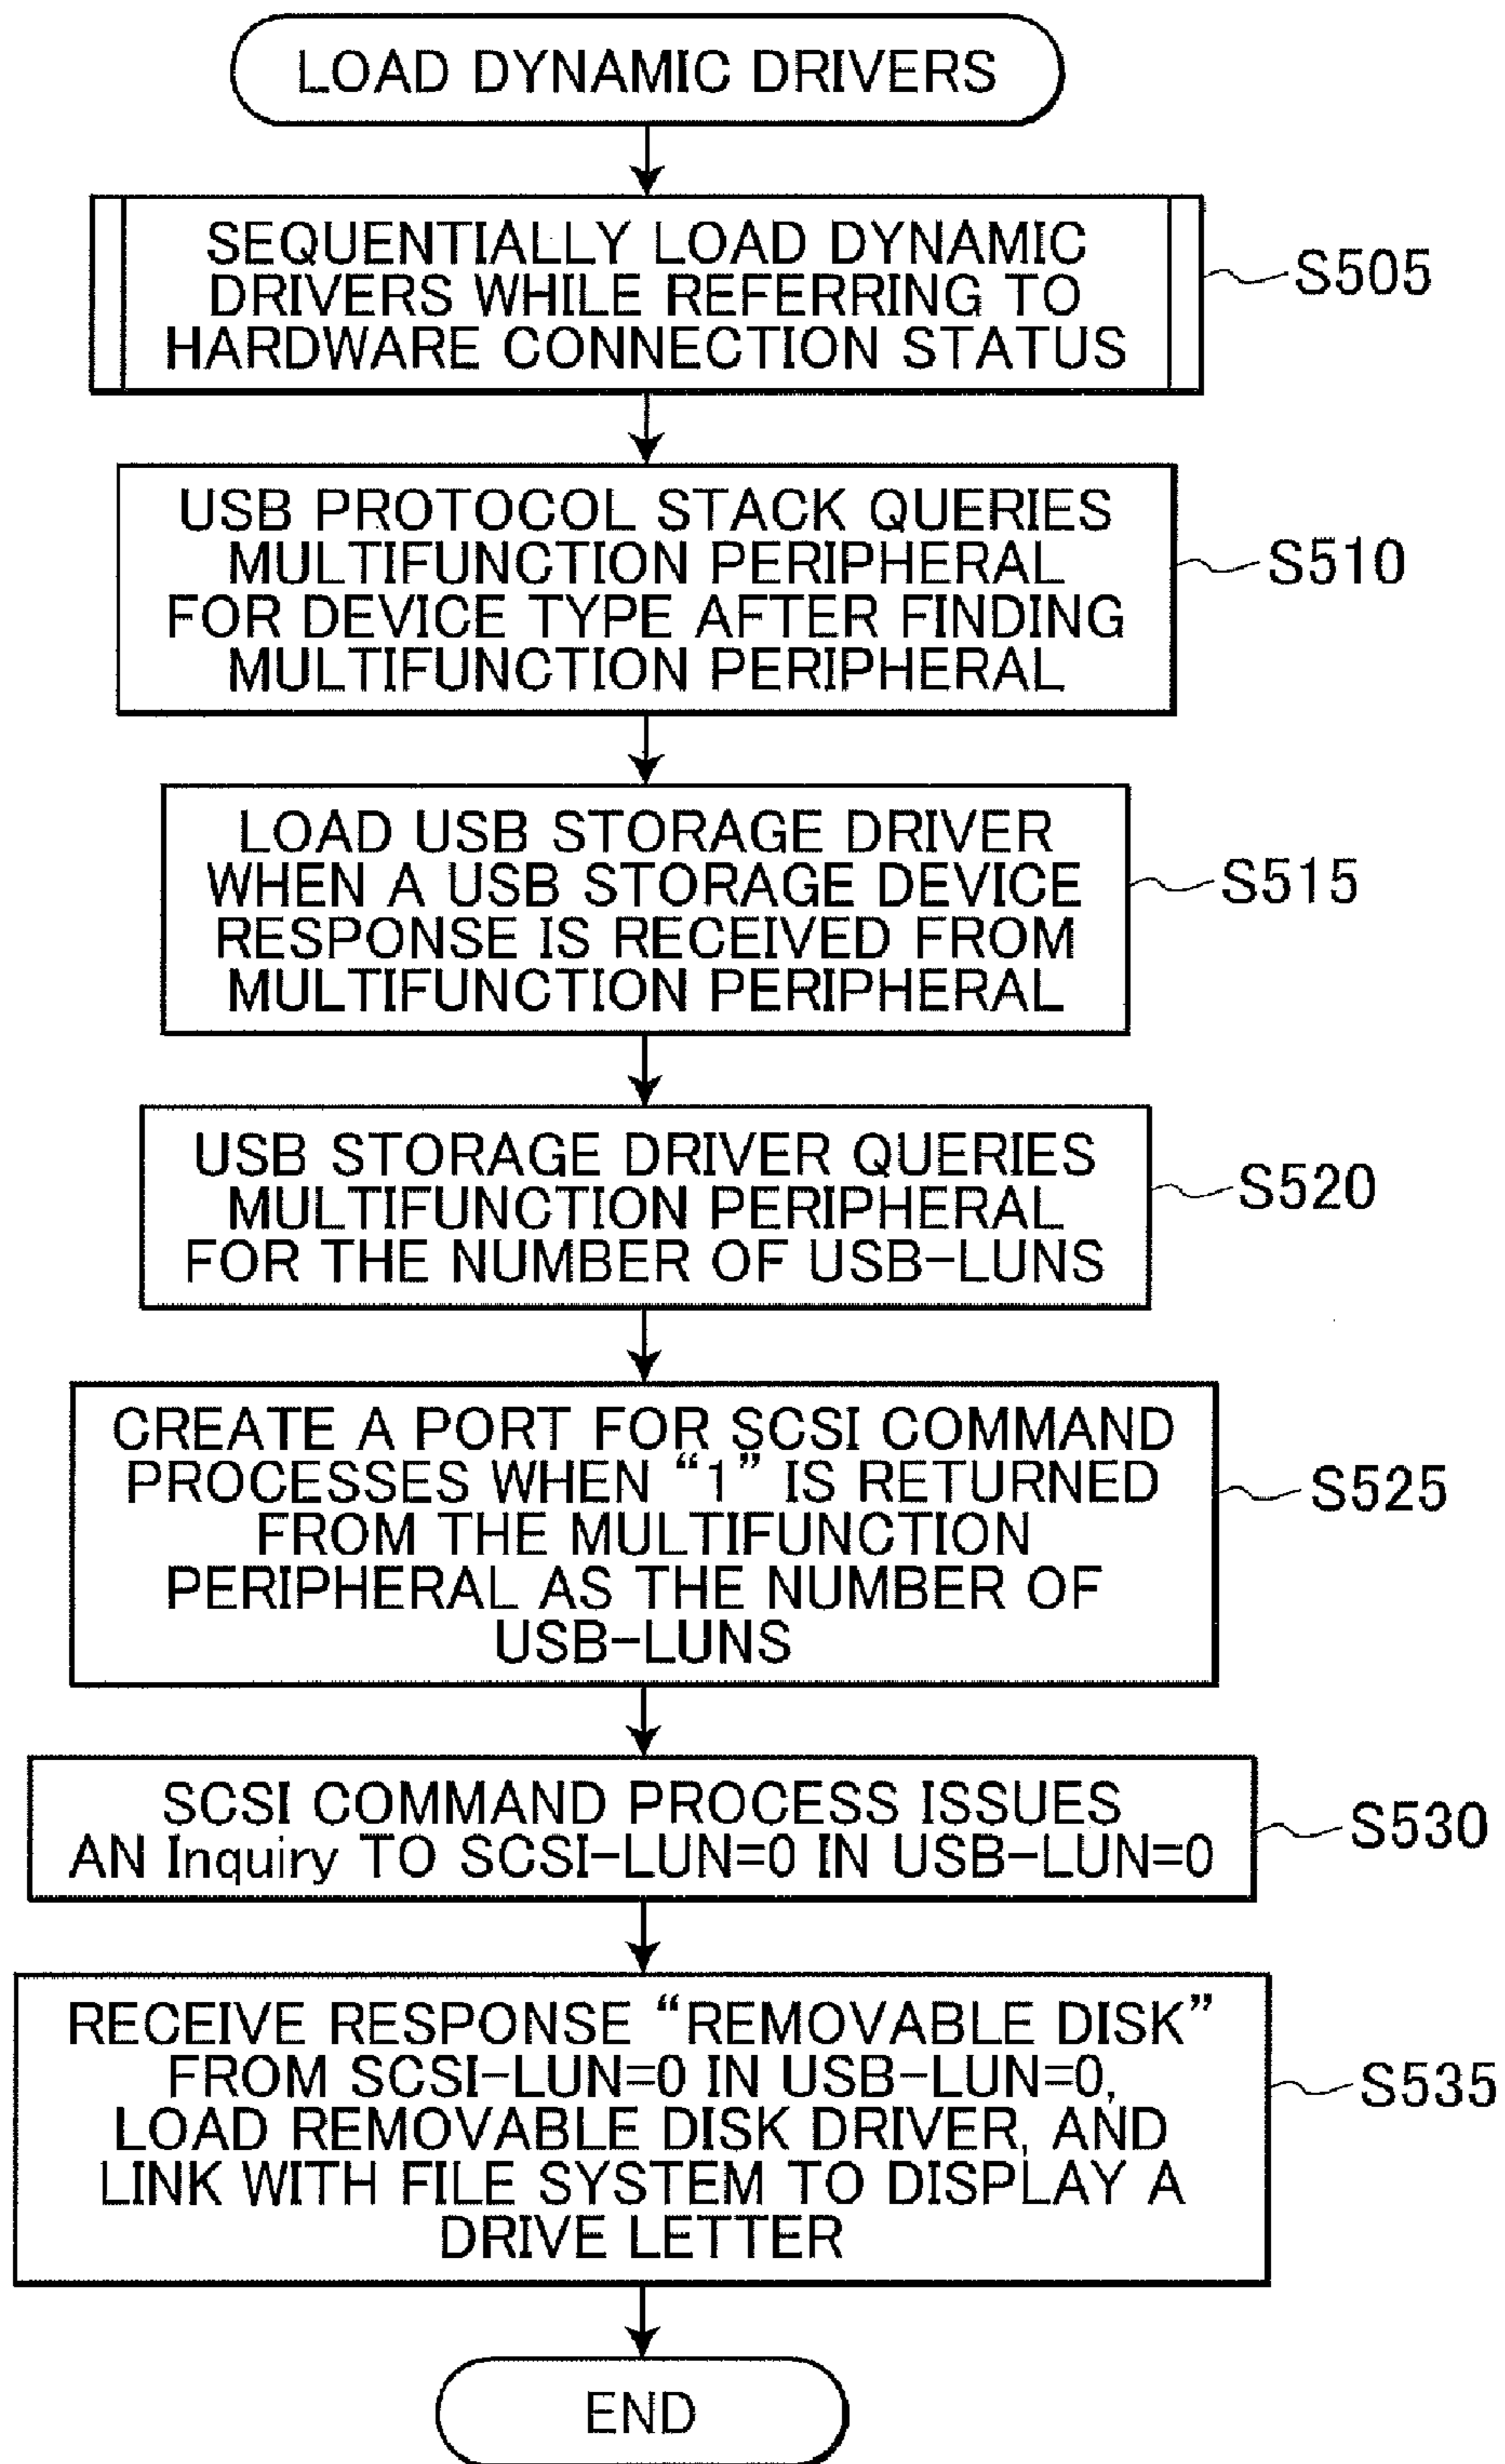 LOAD DYNAMIC DRIVERS
SEQUENTIALLY LOAD DYNAMIC
DRIVERS WHILE REFERRING TO
HARDWARE CONNECTION STATUS
S505
USB PROTOCOL STACK QUERIES
MULTIFUNCTION PERIPHERAL
FOR DEVICE TYPE AFTER FINDING
MULTIFUNCTION PERIPHERAL
S510
LOAD USB STORAGE DRIVER
WHEN A USB STORAGE DEVICE
RESPONSE IS RECEIVED FROM
MULTIFUNCTION PERIPHERAL
S515
USB STORAGE DRIVER QUERIES
MULTIFUNCTION PERIPHERAL
FOR THE NUMBER OF USB-LUNS
S520
CREATE A PORT FOR SCSI COMMAND
PROCESSES WHEN “1” IS RETURNED
FROM THE MULTIFUNCTION
PERIPHERAL AS THE NUMBER OF
USB-LUNS
S525
SCSI COMMAND PROCESS ISSUES
AN Inquiry TO SCSI-LUN=0 IN USB-LUN=0
S530
RECEIVE RESPONSE “REMOVABLE DISK”
FROM SCSI-LUN=0 IN USB-LUN=0,
LOAD REMOVABLE DISK DRIVER, AND
LINK WITH FILE SYSTEM TO DISPLAY A
DRIVE LETTER
S535
END